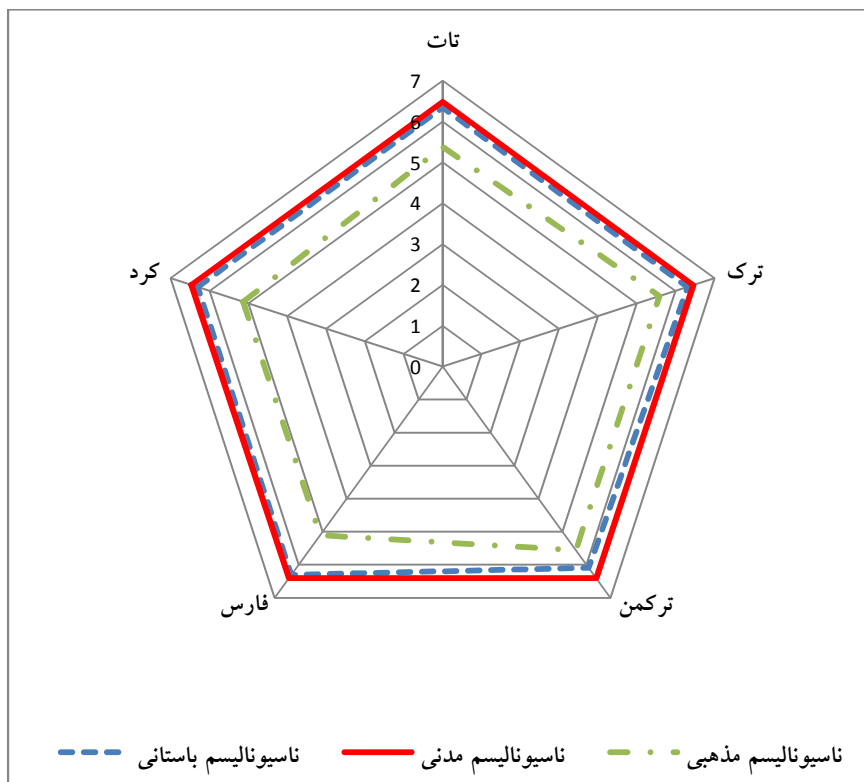 تات
7
6
5
4
3
2
1
0
کرد
ترک
فارس
ترکمن
ناسیونالیسم باستانی
ناسیونالیسم مدنی
ناسیونالیسم مذهبی